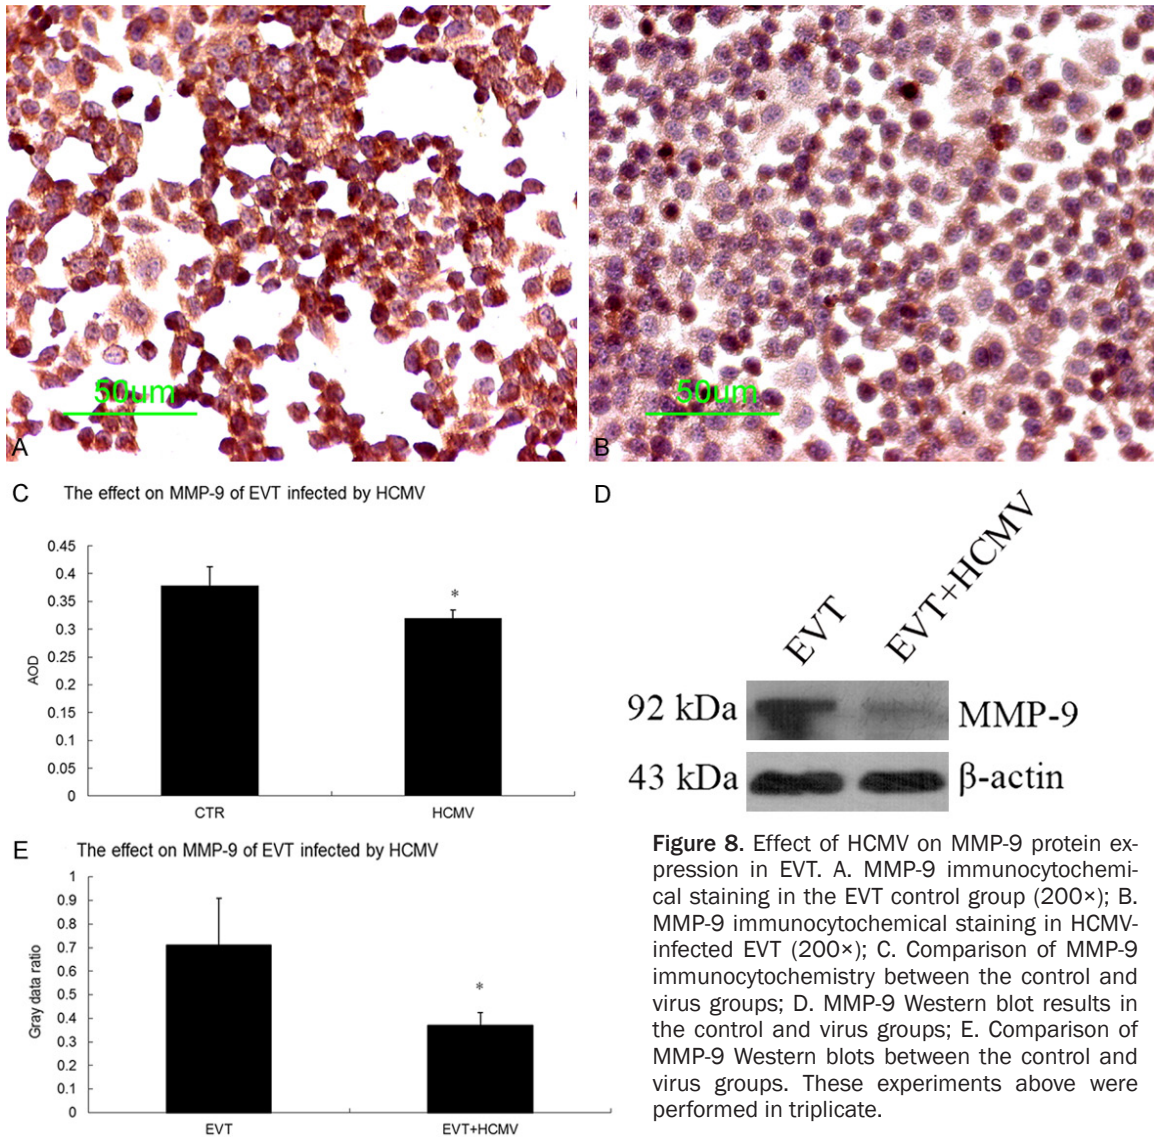 50um
A
50um
B
C
The effect on MMP-9 of EVT infected by HCMV
0.45
0.4
0.35
0.3
0.25
0.2
0.15
0.1
0.05
0
AOD
*
CTR
HCMV
D
EVT
EVT+HCMV
92 kDa
MMP-9
43 kDa
β-actin
E
The effect on MMP-9 of EVT infected by HCMV
1
0.9
0.8
0.7
0.6
0.5
0.4
0.3
0.2
0.1
0
Gray data ratio
*
EVT
EVT+HCMV
Figure 8. Effect of HCMV on MMP-9 protein ex-
pression in EVT. A. MMP-9 immunocytochemi-
cal staining in the EVT control group (200×); B.
MMP-9 immunocytochemical staining in HCMV-
infected EVT (200×); C. Comparison of MMP-9
immunocytochemistry between the control and
virus groups; D. MMP-9 Western blot results in
the control and virus groups; E. Comparison of
MMP-9 Western blots between the control and
virus groups. These experiments above were
performed in triplicate.